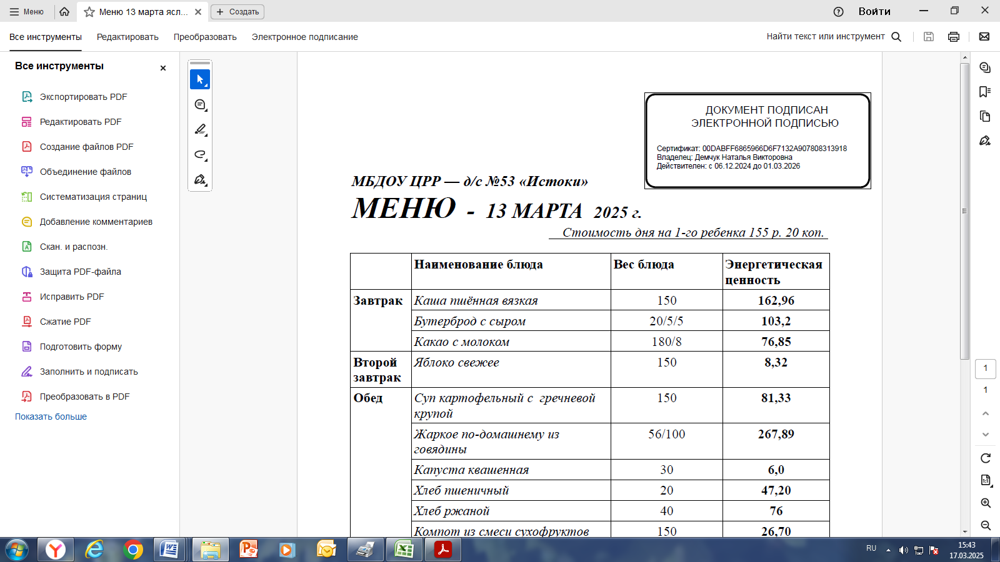 Меню
Меню 13 марта ясл...
Создать
Войти
Все инструменты
Редактировать
Преобразовать
Электронное подписание
Найти текст или инструмент
Все инструменты
Экспортировать PDF
Редактировать PDF
Создание файлов PDF
Объединение файлов
Систематизация страниц
Добавление комментариев
Скан. и распозн.
Защита PDF-файла
Исправить PDF
Сжатие PDF
Подготовить форму
Заполнить и подписать
Преобразовать в PDF
Показать больше
ДОКУМЕНТ ПОДПИСАН
ЭЛЕКТРОННОЙ ПОДПИСЬЮ
Сертификат: 00DABFF6865966D6F7132A907808313918
Владелец: Демчук Наталья Викторовна
Действителен: с 06.12.2024 до 01.03.2026
МБДОУ ЦРР — д/с №53 «Истоки»
МЕНЮ - 13 МАРТА 2025 г.
Стоимость дня на 1-го ребенка 155 р. 20 коп.
Наименование блюда Вес блюда Энергетическая
ценность
Завтрак Каша пшённая вязкая 150 162,96
Бутерброд с сыром 20/5/5 103,2
Какао с молоком 180/8 76,85
Второй Яблоко свежее 150 8,32
завтрак
Обед Суп картофельный с гречневой 150 81,33
крупой
Жаркое по-домашнему из 56/100 267,89
говядины
Капуста квашенная 30 6,0
Хлеб пшеничный 20 47,20
Хлеб ржаной 40 76
Компот из смеси сухофруктов 150 26,70
1
1
RU
15:43
17.03.2025